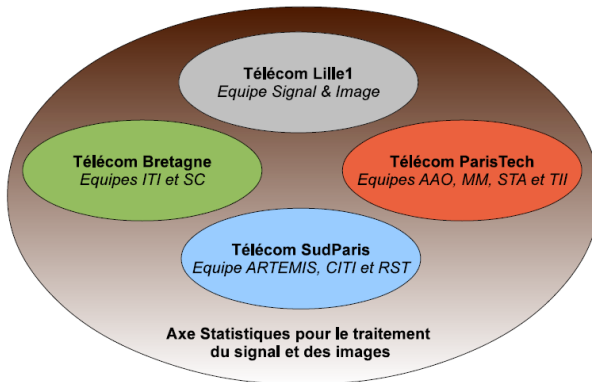 Télécom Lille1
Equipe Signal & Image
Télécom Bretagne
Equipes ITI et SC
Télécom ParisTech
Equipes AAO, MM, STA et TII
Télécom SudParis
Equipe ARTEMIS, CITI et RST
Axe Statistiques pour le traitement
du signal et des images